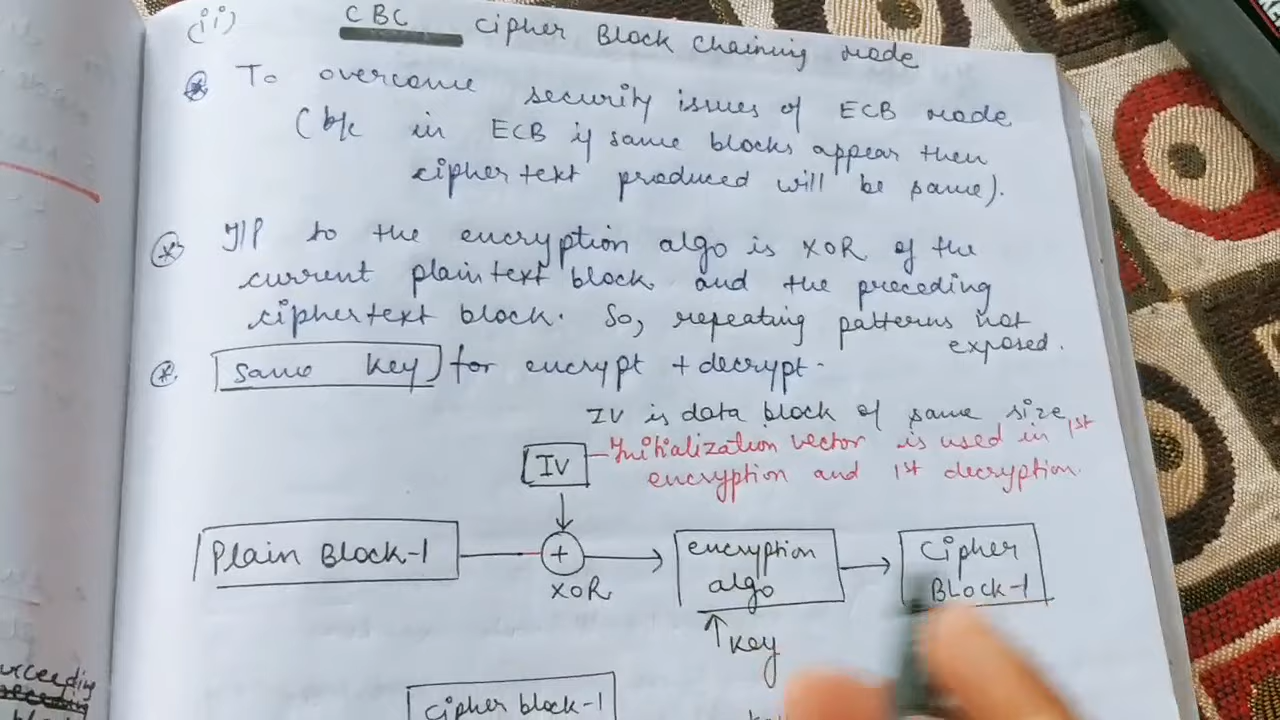 (ii) CBC Cipher Block Chaining mode
To overcome security issues of ECB mode
(b/c in ECB if same blocks appear then
cipher text produced will be same).
I/P to the encryption algo is XOR of the
current plaintext block and the preceding
ciphertext block. So, repeating patterns not
exposed.
Same key for encrypt + decrypt.
IV is data block of same size
IV - Initialization vector is used in 1st
encryption and 1st decryption.
Plain Block-1
+
XOR
encryption
algo
Key
Cipher
Block-1
Cipher block-1